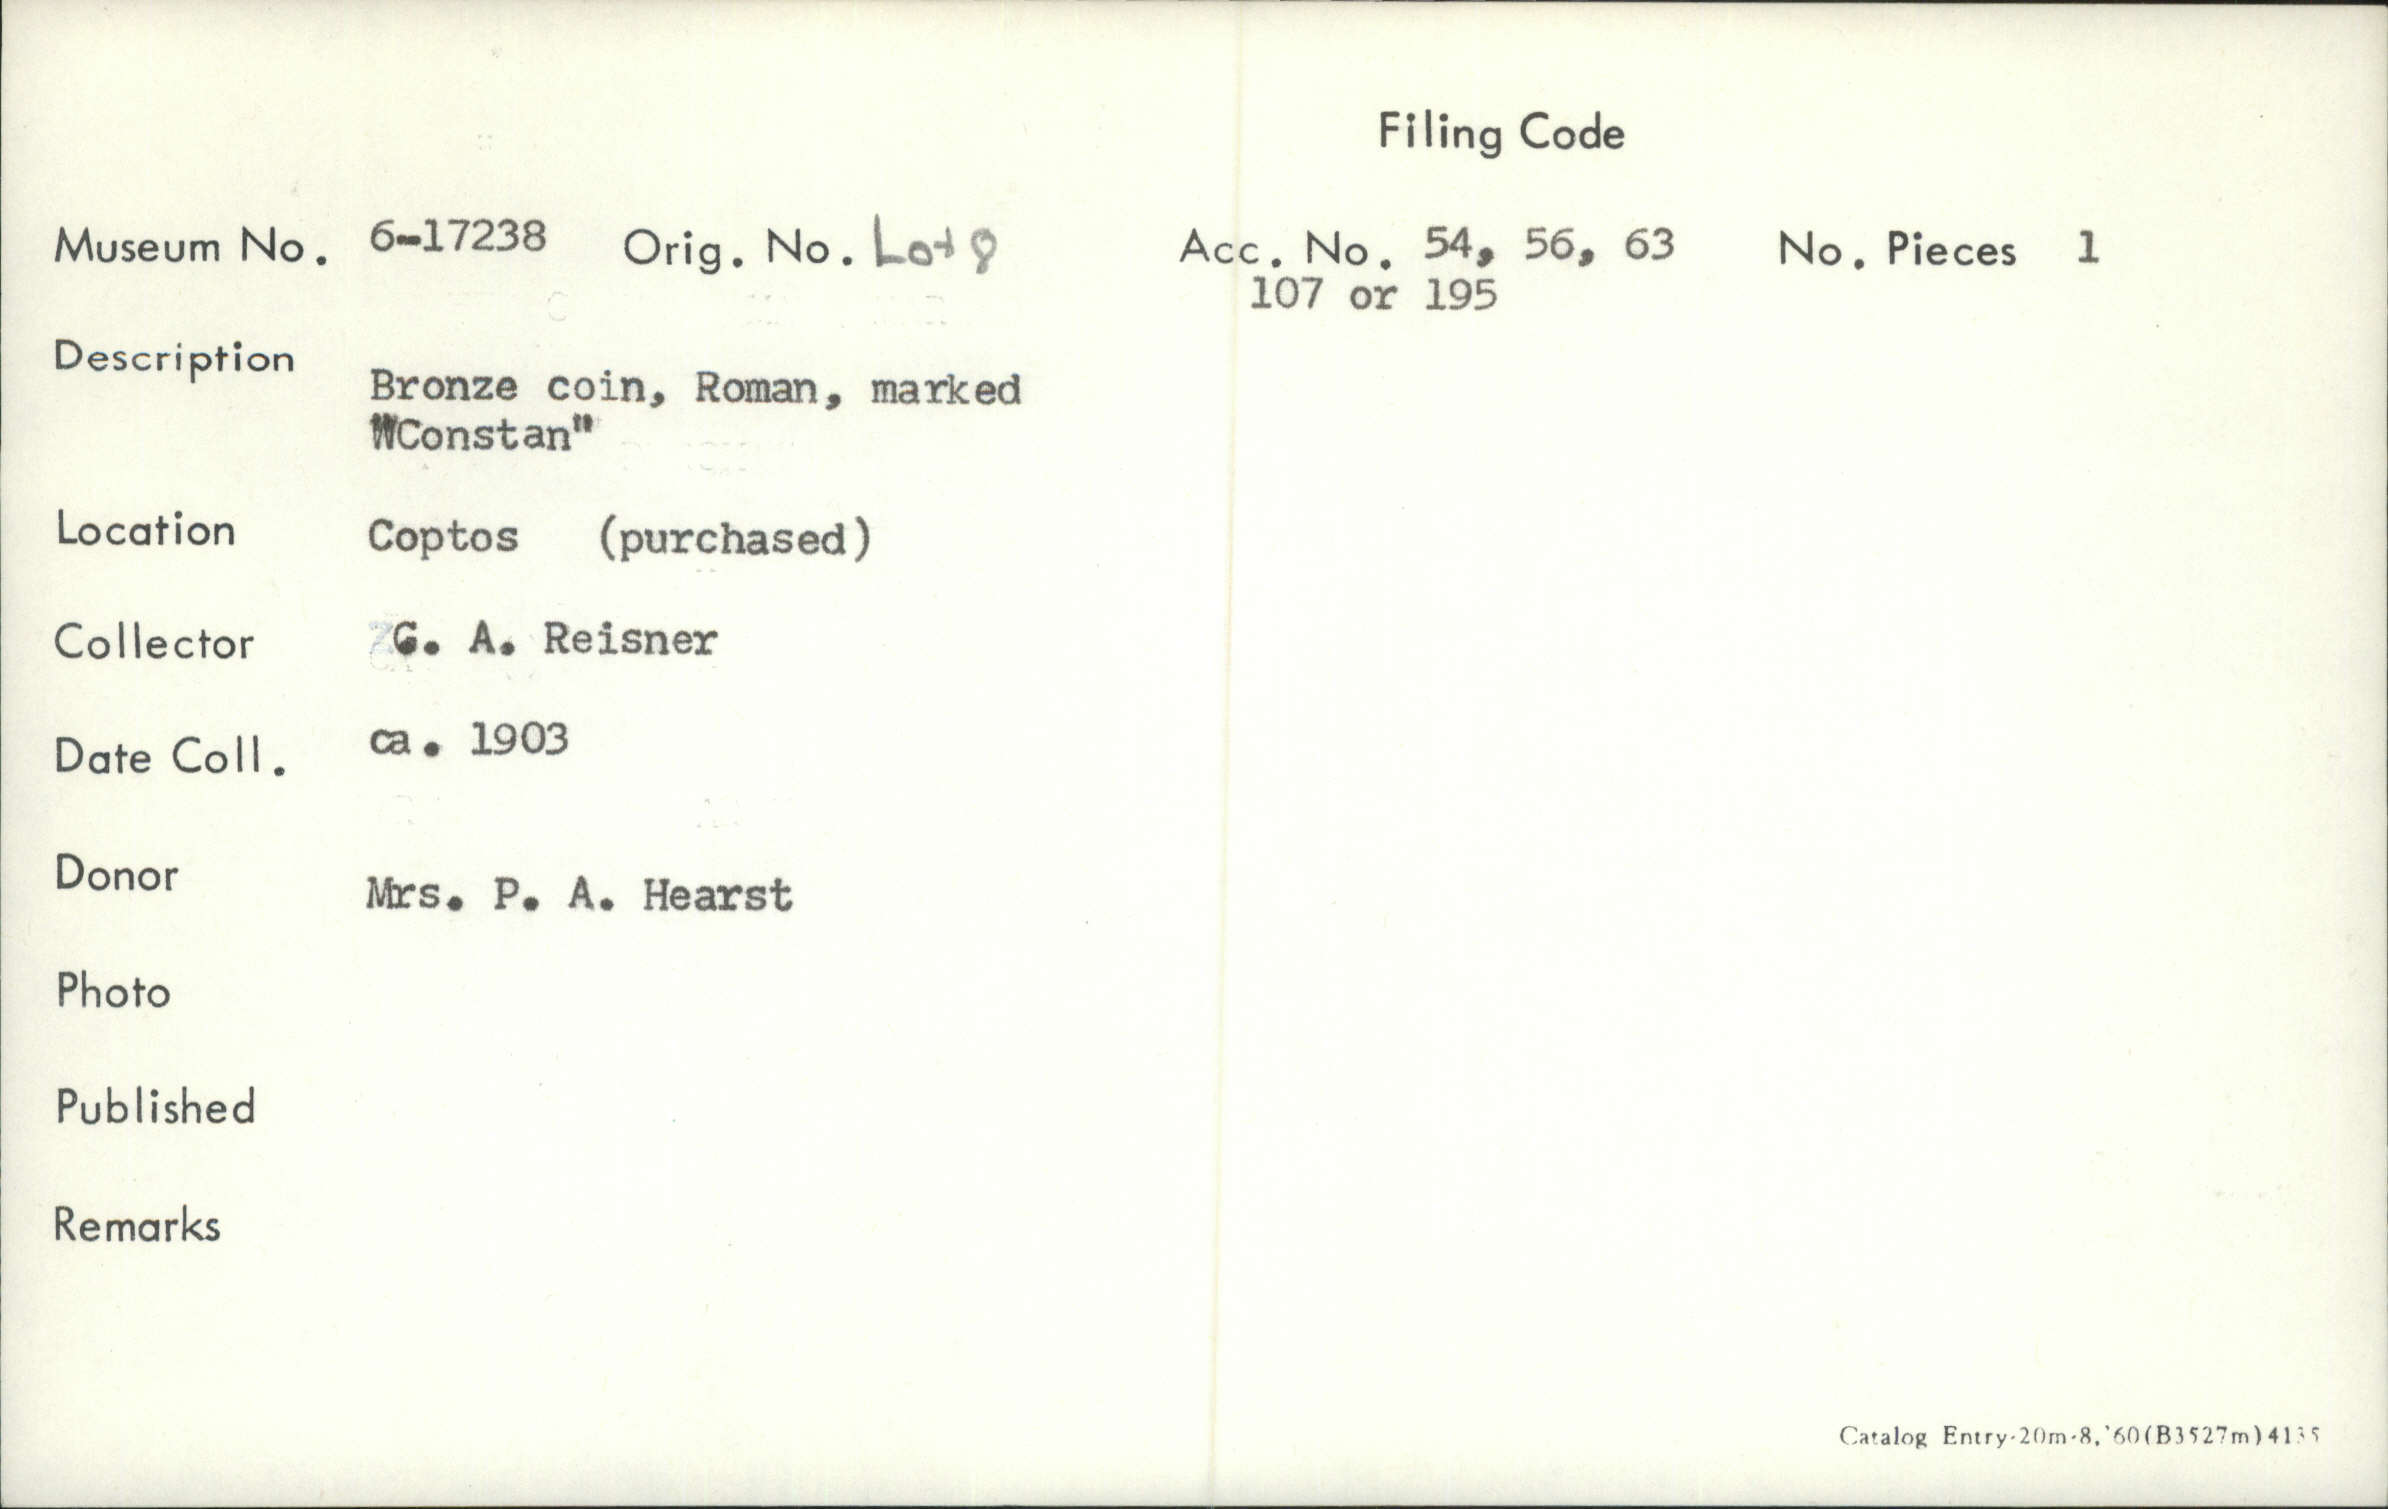 Filing Code
Museum No. 6-17238 Orig. No. Lot 8 Acc. No. 54, 56, 63 No. Pieces 1
107 or 195
Description
Bronze coin, Roman, marked
"Constan"
Location Coptos (purchased)
Collector G. A. Reisner
Date Coll. ca. 1903
Donor Mrs. P. A. Hearst
Photo
Published
Remarks
Catalog Entry-20m-8,'60(B3527m)4135